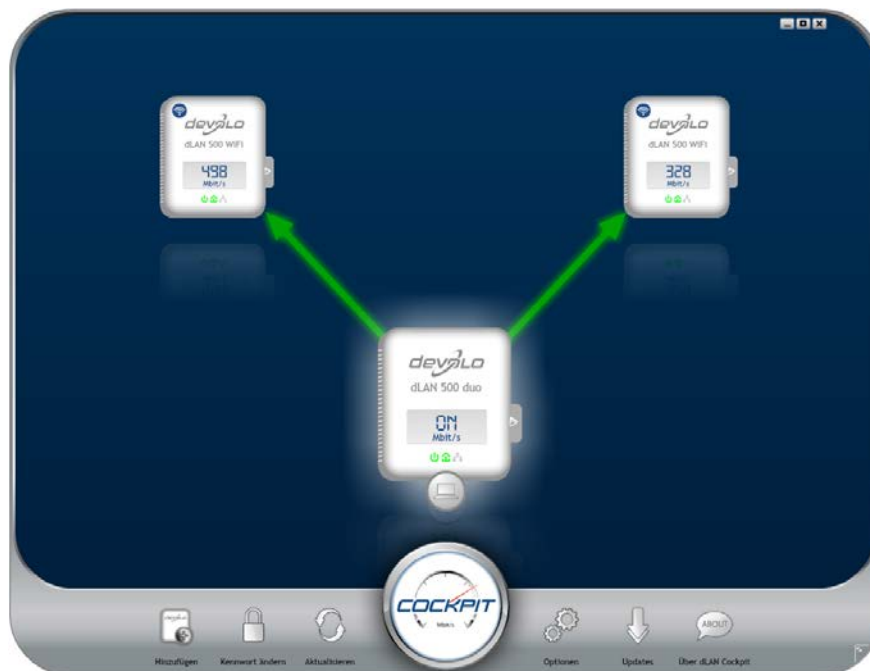 devolo
dLAN 500 WiFi
498
Mbit/s
devolo
dLAN 500 WiFi
328
Mbit/s
devolo
dLAN 500 duo
ON
Mbit/s
COCKPIT
Mbit/s
Hinzufügen
Kennwort ändern
Aktualisieren
Optionen
Updates
ABOUT
Über dLAN Cockpit